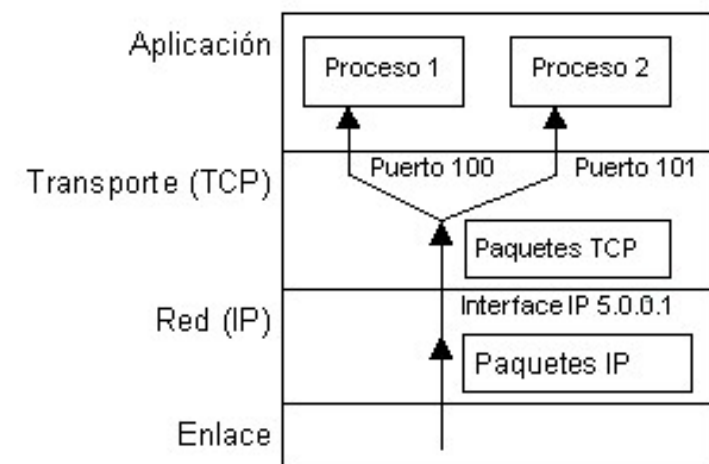 Aplicación
Proceso 1
Proceso 2
Transporte (TCP)
Puerto 100
Puerto 101
Paquetes TCP
Red (IP)
Interface IP 5.0.0.1
Paquetes IP
Enlace